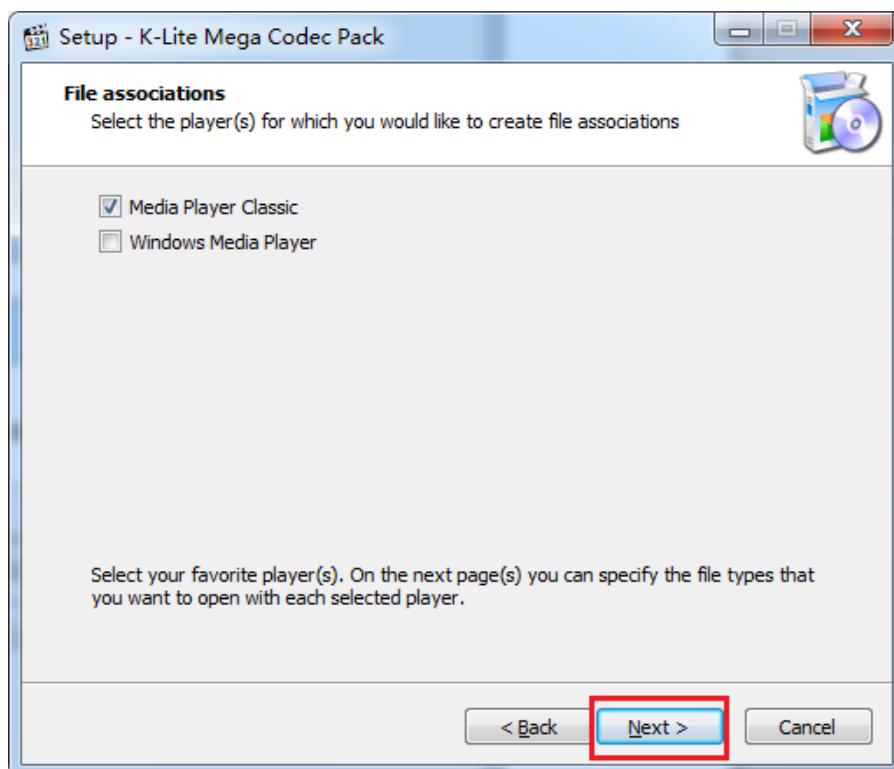 Setup - K-Lite Mega Codec Pack
File associations
Select the player(s) for which you would like to create file associations
Media Player Classic
Windows Media Player
Select your favorite player(s). On the next page(s) you can specify the file types that
you want to open with each selected player.
< Back
Next >
Cancel